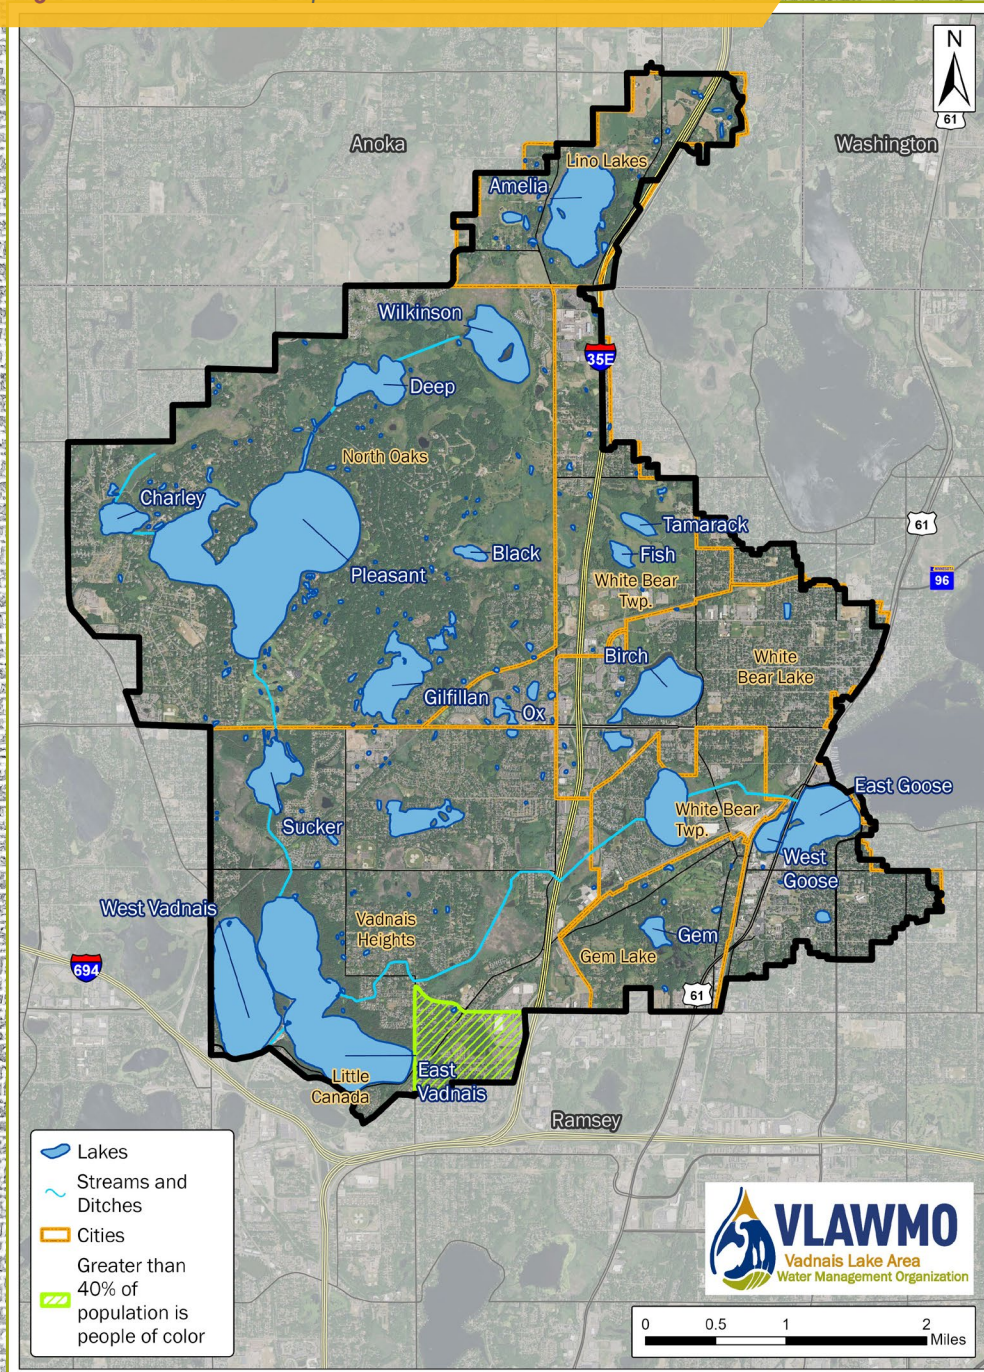 N
61
Anoka
Washington
Lino Lakes
Amelia
Wilkinson
35E
Deep
North Oaks
Charley
Tamarack
61
Black
Fish
Pleasant
White Bear
Twp.
MINNESOTA
96
Birch
White
Bear Lake
Gilfillan
Ox
East Goose
White Bear
Twp.
Sucker
West
Goose
West Vadnais
Vadnais
Heights
Gem
Gem Lake
694
61
East
Vadnais
Little
Canada
Ramsey
Lakes
Streams and
Ditches
Cities
Greater than
40% of
population is
people of color
VLAWMO
Vadnais Lake Area
Water Management Organization
0 0.5 1 2
Miles